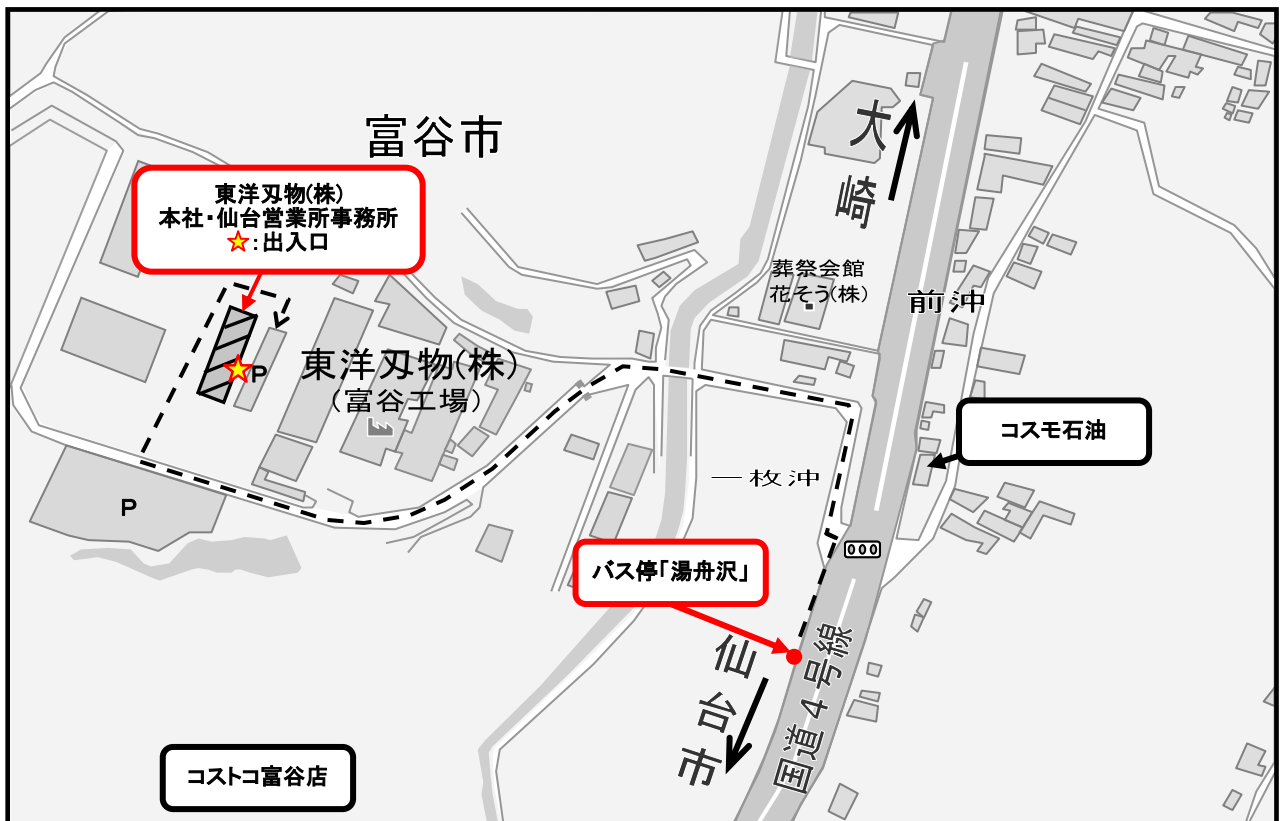 富谷市
大崎
東洋刃物(株)
本社・仙台営業所事務所
☆:出入口
葬祭会館
花そう(株)
前沖
東洋刃物(株)
(富谷工場)
P
コスモ石油
一枚沖
P
バス停「湯舟沢」
仙台市
国道4号線
コストコ富谷店